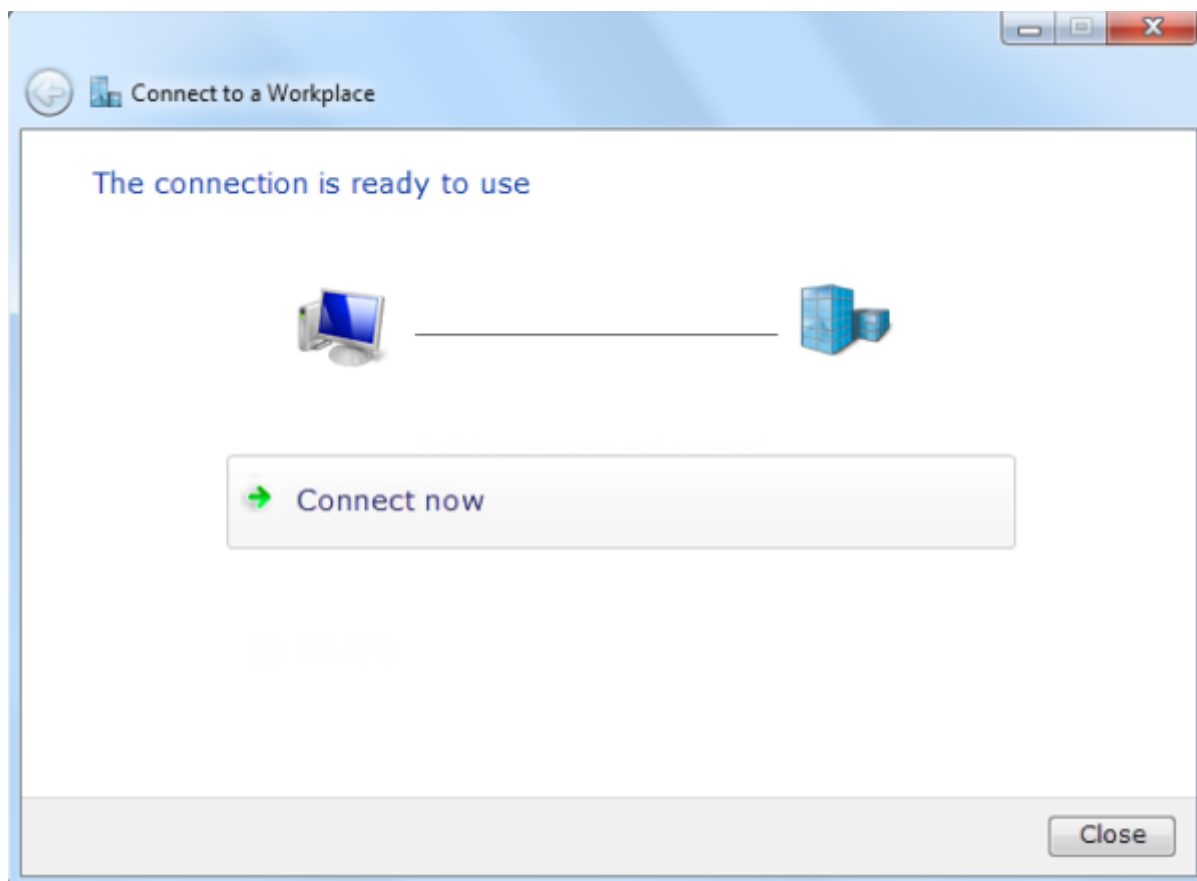 Connect to a Workplace
The connection is ready to use
Connect now
Close